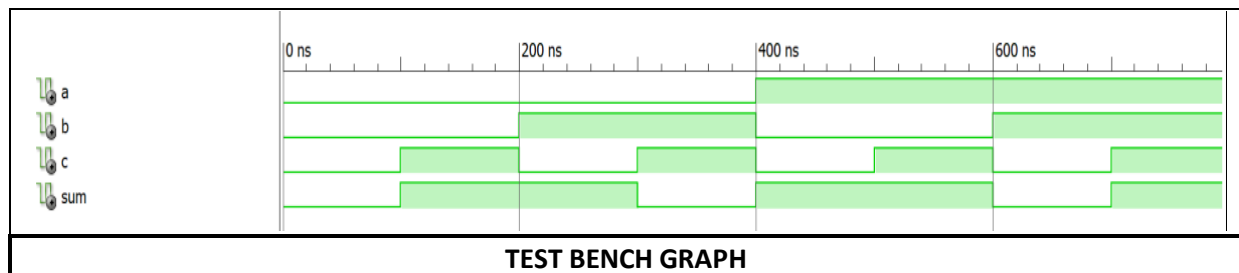 0 ns 200 ns 400 ns 600 ns
a
b
c
sum
TEST BENCH GRAPH